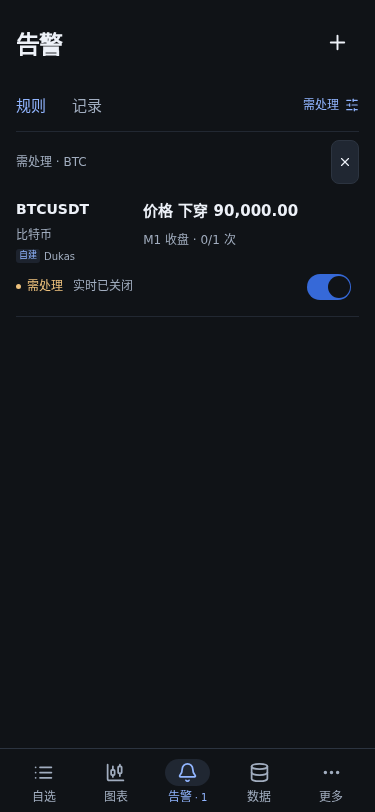 告警
规则 记录 需处理
需处理 · BTC
BTCUSDT 价格 下穿 90,000.00
比特币 M1 收盘 · 0/1 次
自建 Dukas
需处理 实时已关闭
自选 图表 告警 · 1 数据 更多